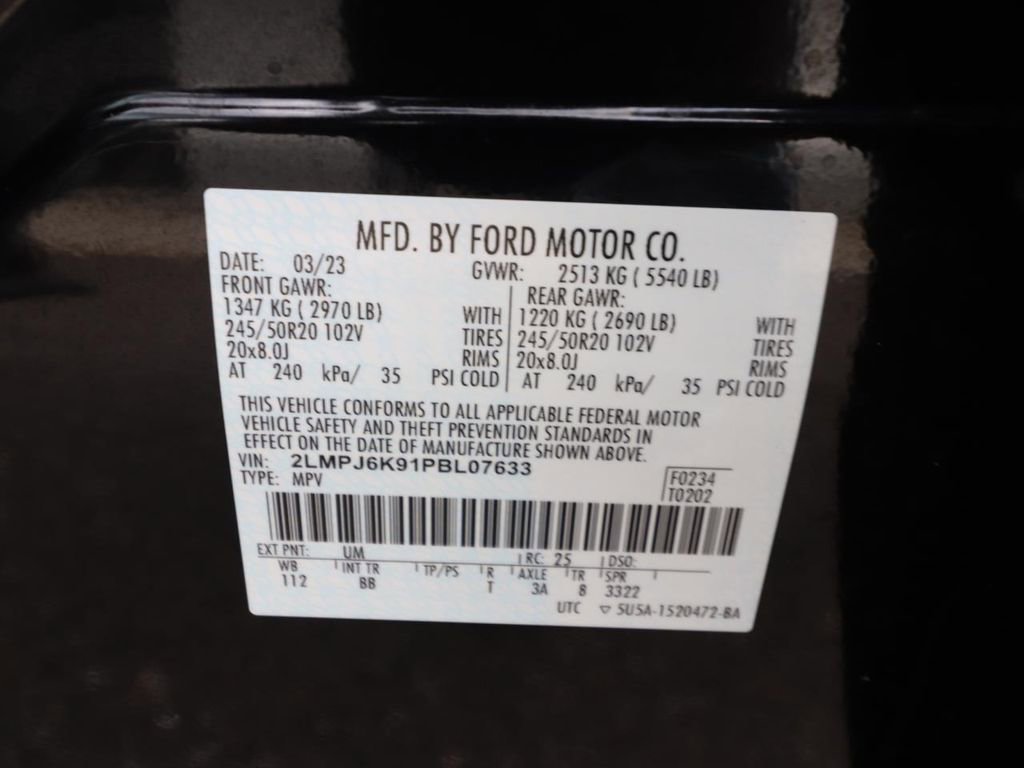 MFD. BY FORD MOTOR CO.
DATE: 03/23 GVWR: 2513 KG ( 5540 LB)
FRONT GAWR: REAR GAWR:
1347 KG ( 2970 LB) WITH 1220 KG ( 2690 LB) WITH
245/50R20 102V TIRES 245/50R20 102V TIRES
20x8.0J RIMS 20x8.0J RIMS
AT 240 kPa/ 35 PSI COLD AT 240 kPa/ 35 PSI COLD
THIS VEHICLE CONFORMS TO ALL APPLICABLE FEDERAL MOTOR
VEHICLE SAFETY AND THEFT PREVENTION STANDARDS IN
EFFECT ON THE DATE OF MANUFACTURE SHOWN ABOVE.
VIN: 2LMPJ6K91PBL07633
TYPE: MPV
F0234
T0202
EXT PNT: UM RC: 25 DSO:
WB INT TR TP/PS R AXLE TR SPR
112 BB T 3A 8 3322
UTC ▽ 5U5A-1520472-BA